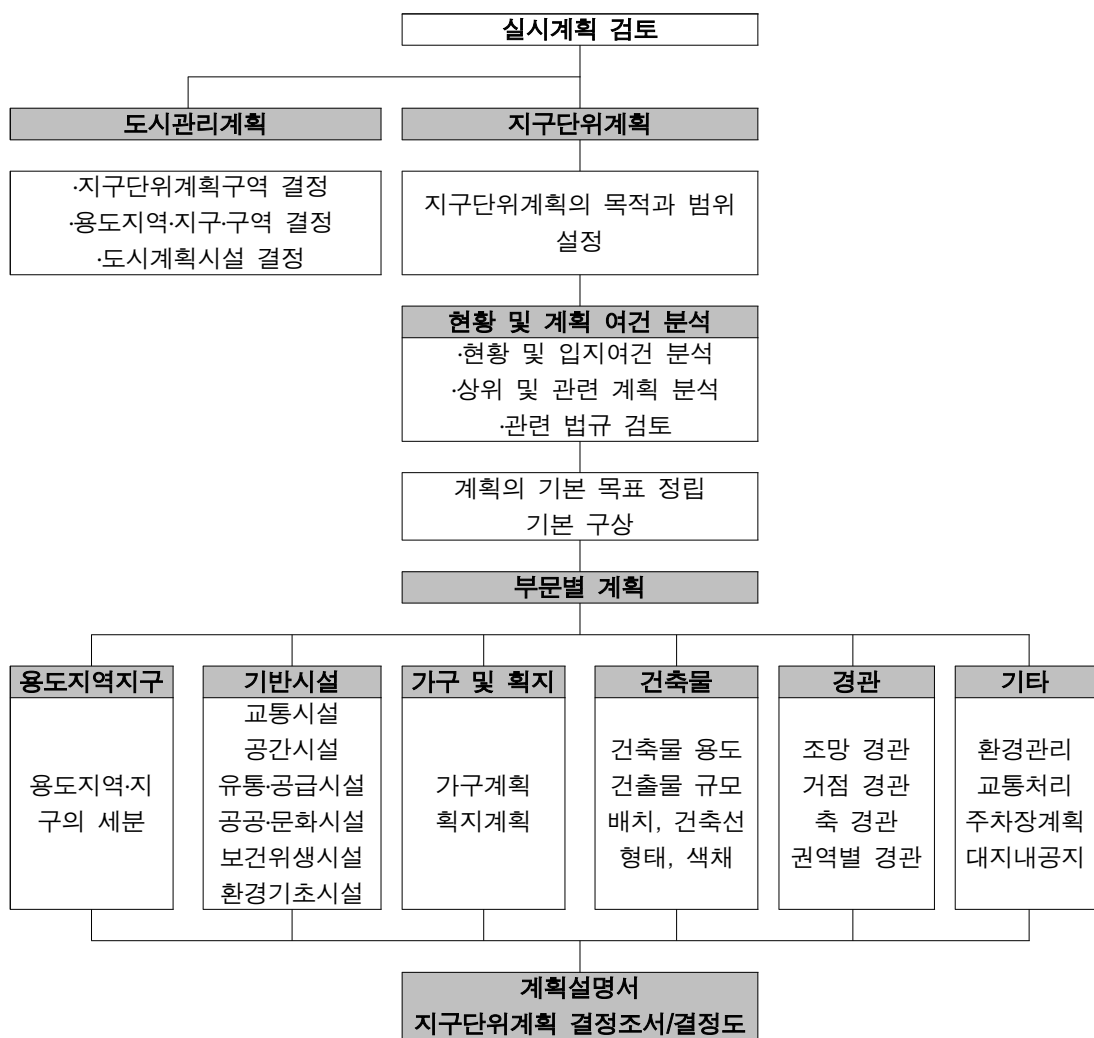 실시계획 검토
도시관리계획
지구단위계획
·지구단위계획구역 결정
·용도지역·지구·구역 결정
·도시계획시설 결정
지구단위계획의 목적과 범위
설정
현황 및 계획 여건 분석
·현황 및 입지여건 분석
·상위 및 관련 계획 분석
·관련 법규 검토
계획의 기본 목표 정립
기본 구상
부문별 계획
용도지역지구
용도지역·지
구의 세분
기반시설
교통시설
공간시설
유통·공급시설
공공·문화시설
보건위생시설
환경기초시설
가구 및 획지
가구계획
획지계획
건축물
건축물 용도
건출물 규모
배치, 건축선
형태, 색채
경관
조망 경관
거점 경관
축 경관
권역별 경관
기타
환경관리
교통처리
주차장계획
대지내공지
계획설명서
지구단위계획 결정조서/결정도